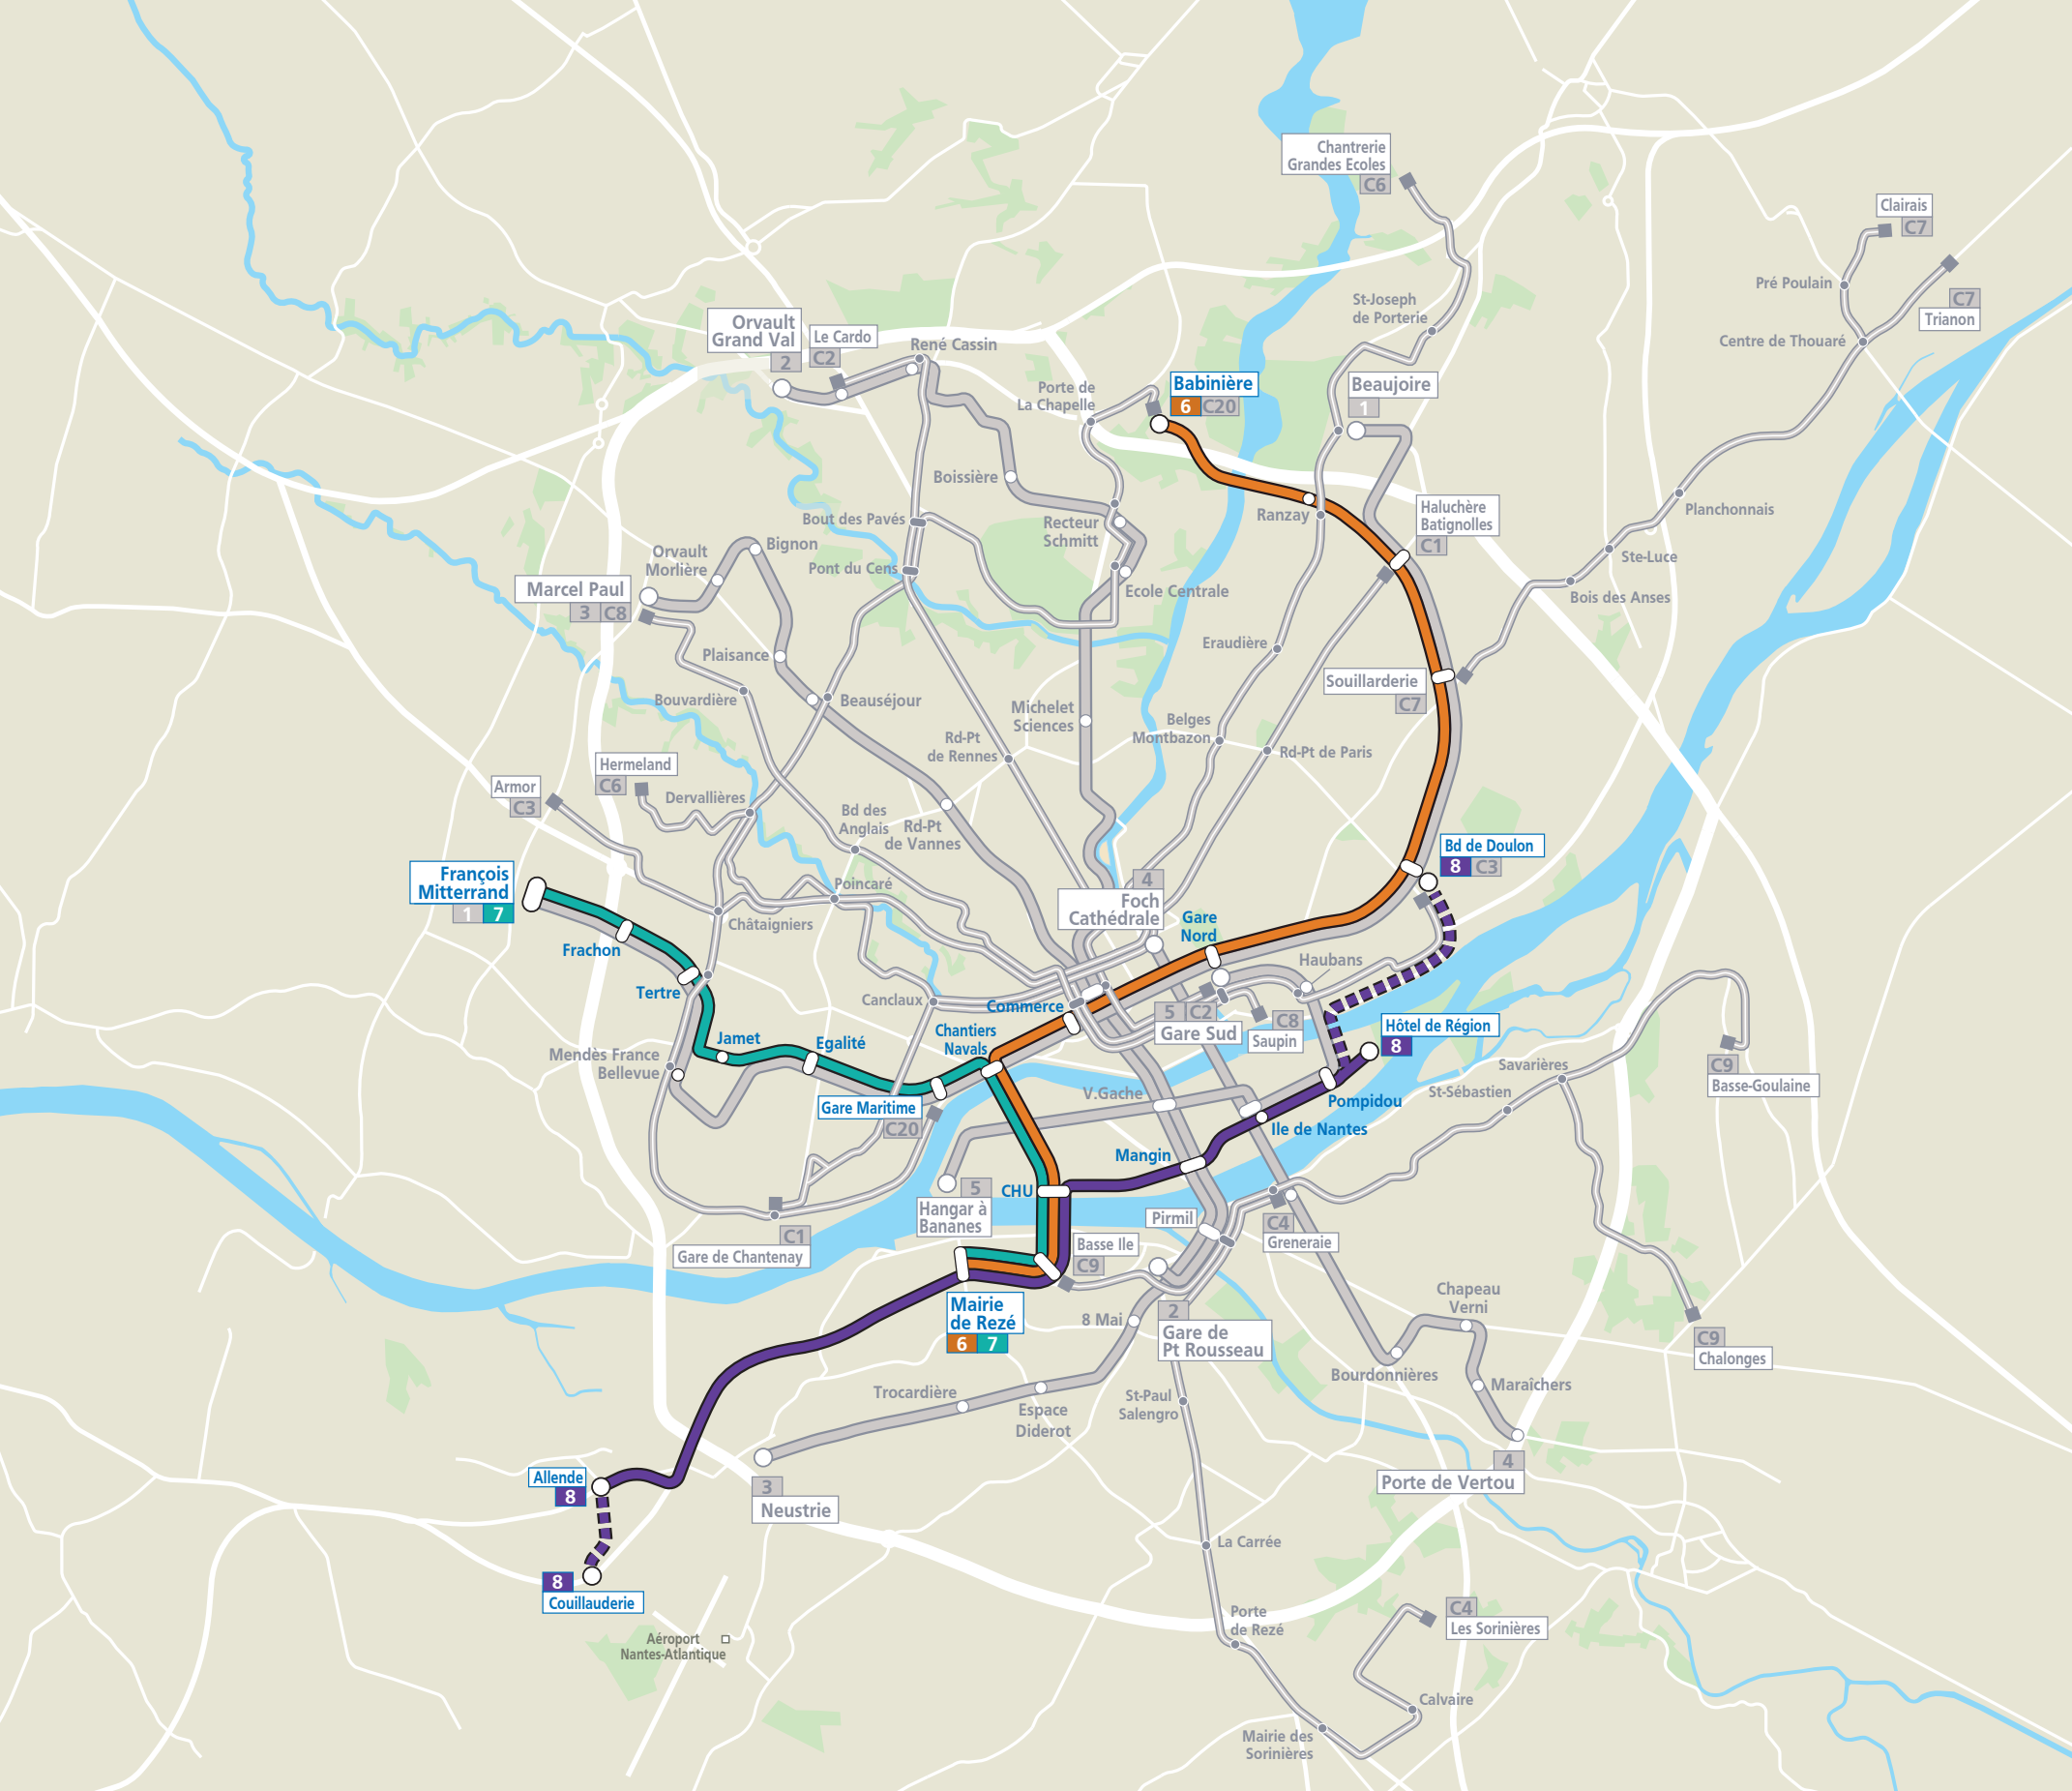 Chantrerie
Grandes Ecoles
C6
Clairais
C7
Pré Poulain
C7
Trianon
Centre de Thouaré
St-Joseph
de Porterie
Orvault
Grand Val
2
Le Cardo
C2
René Cassin
Porte de
La Chapelle
Babinière
6 C20
Beaujoire
1
Boissière
Bout des Pavés
Recteur
Schmitt
Ranzay
Haluchère
Batignolles
C1
Planchonnais
Ste-Luce
Bois des Anses
Orvault
Morlière
Bignon
Pont du Cens
Ecole Centrale
Marcel Paul
3 C8
Plaisance
Eraudière
Souillarderie
C7
Bouvardière
Beauséjour
Michelet
Sciences
Belges
Montbazon
Rd-Pt
de Rennes
Rd-Pt de Paris
Hermeland
C6
Armor
C3
Dervallières
Bd des
Anglais
Rd-Pt
de Vannes
Bd de Doulon
8 C3
François
Mitterrand
1 7
Poincaré
4
Foch
Cathédrale
Gare
Nord
Châtaigniers
Frachon
Tertre
Haubans
Canclaux
Commerce
5 C2
Gare Sud
C8
Saupin
Hôtel de Région
8
Chantiers
Navals
Jamet
Egalité
Mendès France
Bellevue
Savarières
C9
Basse-Goulaine
St-Sébastien
V.Gache
Gare Maritime
C20
Pompidou
Ile de Nantes
Mangin
CHU
5
Hangar à
Bananes
Pirmil
C4
Greneraie
Basse Ile
C9
C1
Gare de Chantenay
Mairie
de Rezé
6 7
8 Mai
2
Gare de
Pt Rousseau
Chapeau
Verni
C9
Chalonges
Bourdonnières
Maraîchers
Trocardière
Espace
Diderot
St-Paul
Salengro
4
Porte de Vertou
Allende
8
3
Neustrie
La Carrée
8
Couillauderie
Aéroport
Nantes-Atlantique
Porte
de Rezé
C4
Les Sorinières
Calvaire
Mairie des
Sorinières